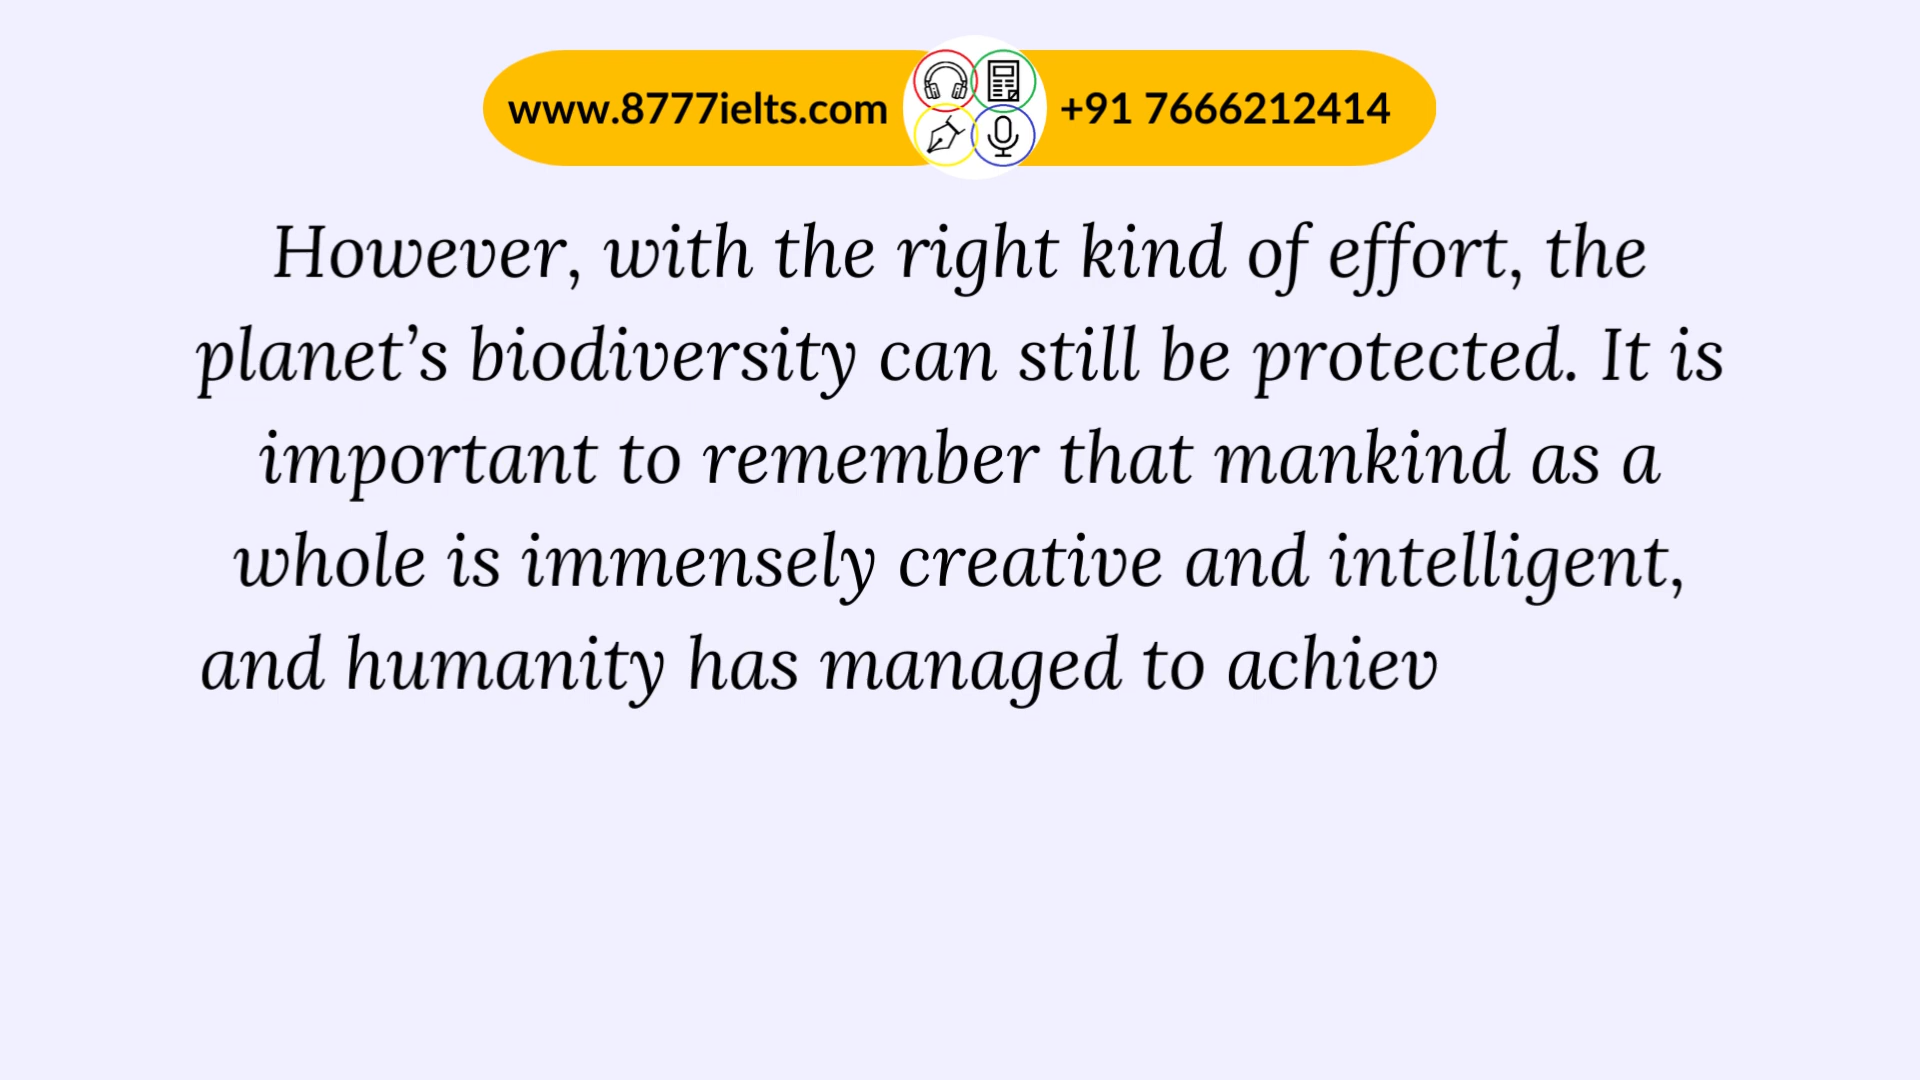 www.8777ielts.com +91 7666212414
However, with the right kind of effort, the
planet’s biodiversity can still be protected. It is
important to remember that mankind as a
whole is immensely creative and intelligent,
and humanity has managed to achiev